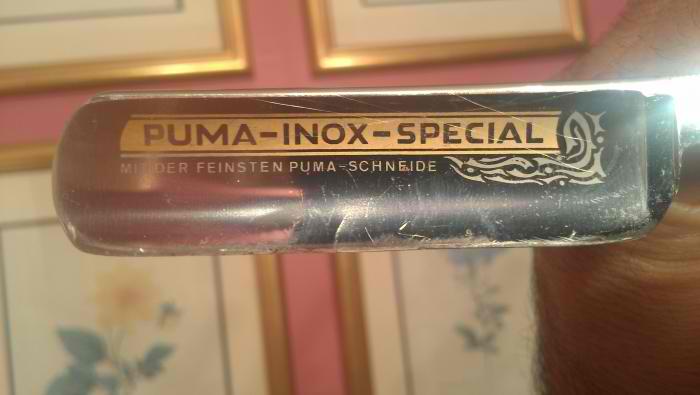 PUMA-INOX-SPECIAL
MIT DER FEINSTEN PUMA-SCHNEIDE